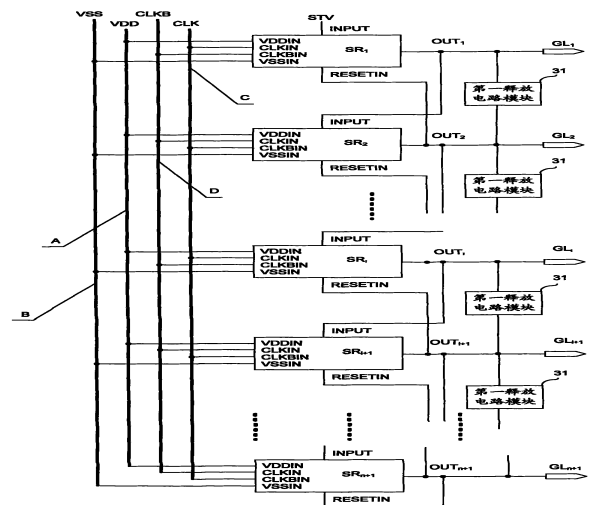 VSS
VDD
CLKB
CLK
STV
INPUT
VDDIN
CLKIN
CLKBIN
VSSIN
SR₁
OUT₁
GL₁
RESETIN
31
第一释放
电路模块
C
INPUT
VDDIN
CLKIN
CLKBIN
VSSIN
SR₂
OUT₂
GL₂
RESETIN
31
第一释放
电路模块
D
A
INPUT
VDDIN
CLKIN
CLKBIN
VSSIN
SRᵢ
OUTᵢ
GLᵢ
RESETIN
31
第一释放
电路模块
B
INPUT
VDDIN
CLKIN
CLKBIN
VSSIN
SRᵢ₊₁
OUTᵢ₊₁
GLᵢ₊₁
RESETIN
31
第一释放
电路模块
INPUT
VDDIN
CLKIN
CLKBIN
VSSIN
SRₙ₊₁
OUTₙ₊₁
GLₙ₊₁
RESETIN